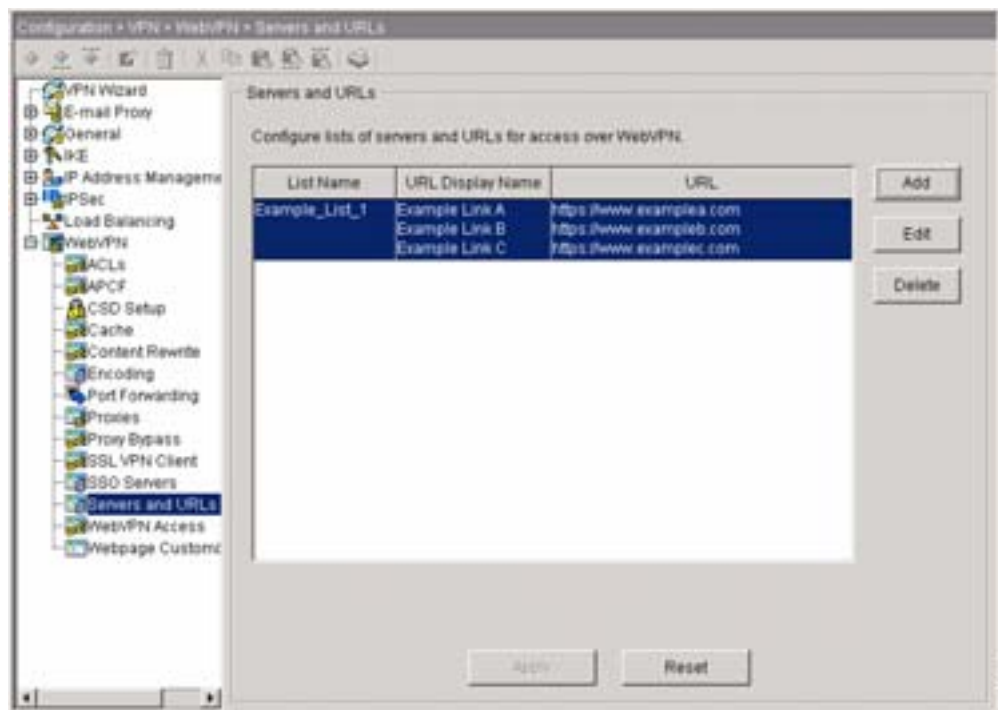 Configuration > VPN > WebVPN > Servers and URLs
VPN Wizard
E-mail Proxy
General
IKE
IP Address Manageme
IPSec
Load Balancing
WebVPN
ACLs
APCF
CSD Setup
Cache
Content Rewrite
Encoding
Port Forwarding
Proxies
Proxy Bypass
SSL VPN Client
SSO Servers
Servers and URLs
WebVPN Access
Webpage Customiz
Servers and URLs
Configure lists of servers and URLs for access over WebVPN.
List Name URL Display Name URL
Example_List_1 Example Link A https://www.examplea.com
Example Link B https://www.exampleb.com
Example Link C https://www.examplec.com
Add
Edit
Delete
Apply Reset